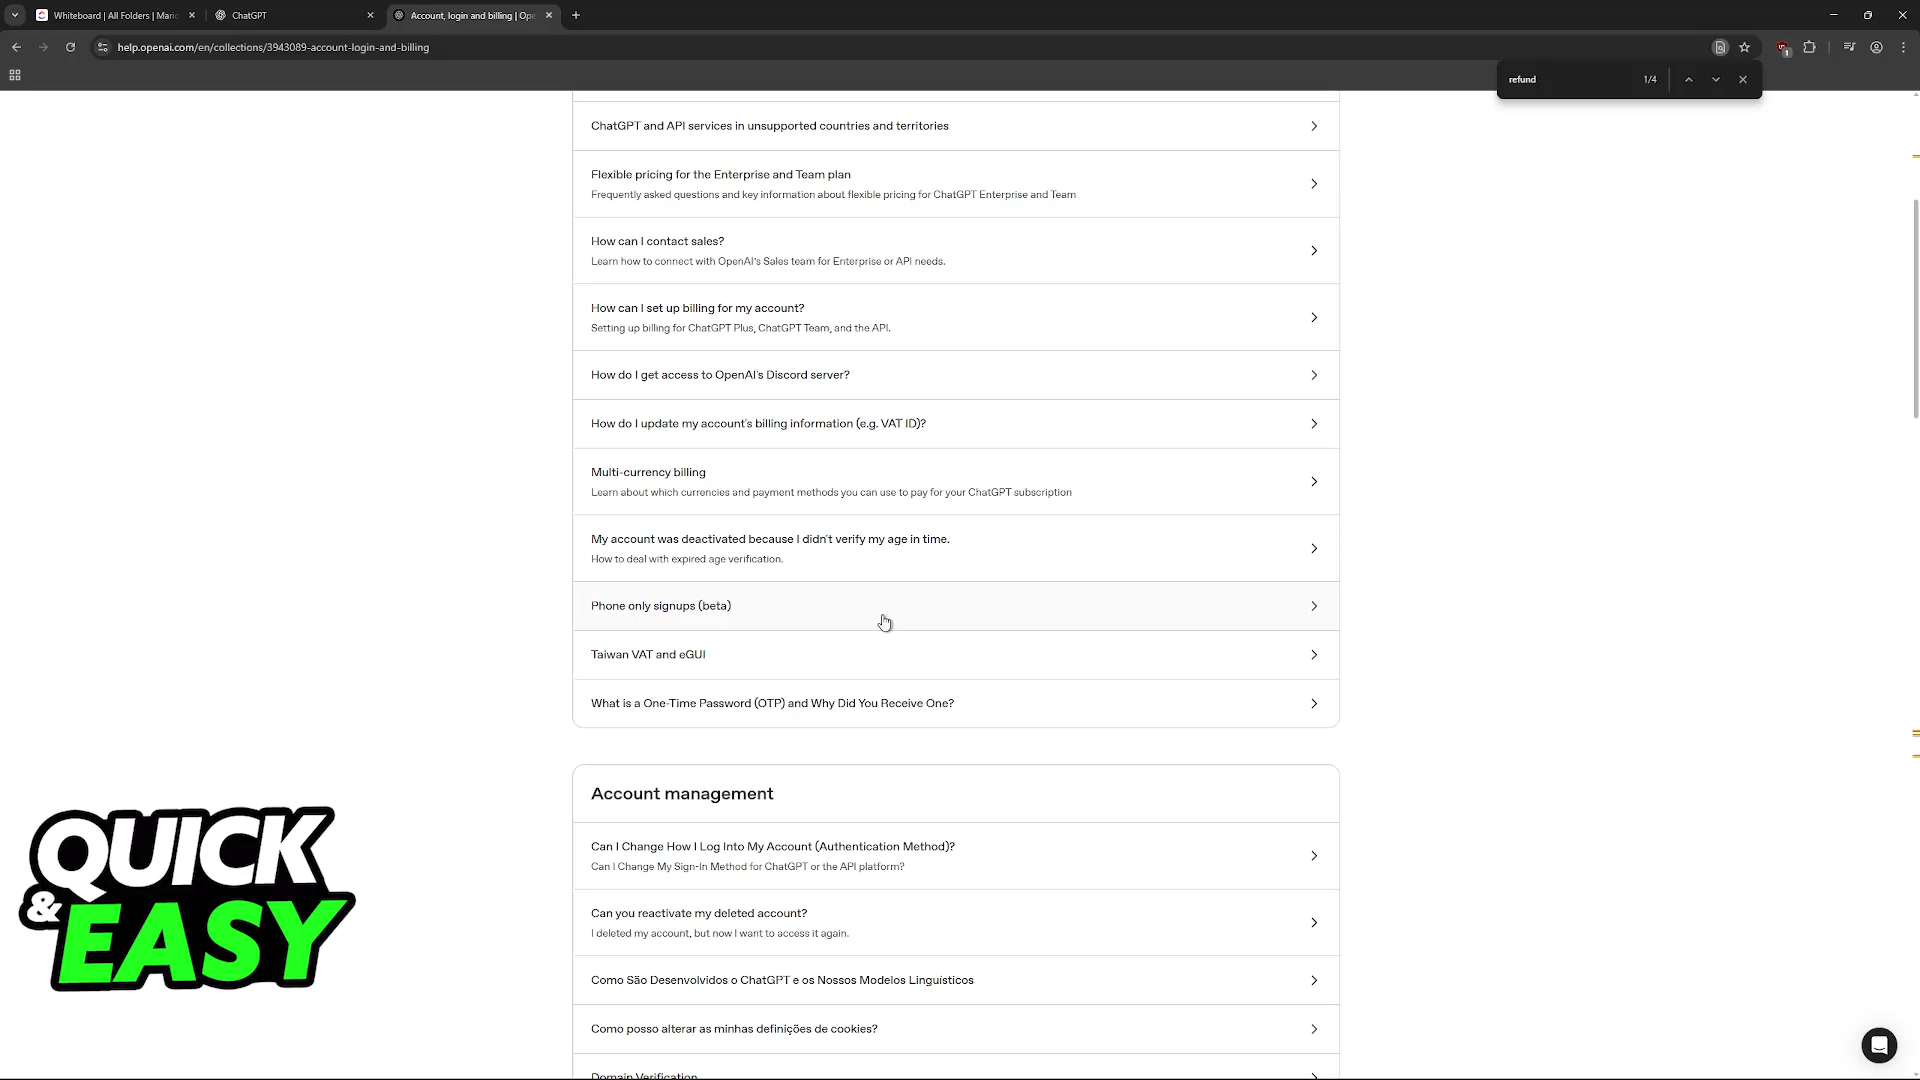 Whiteboard | All Folders | Mari
ChatGPT
Account, login and billing | Ope
help.openai.com/en/collections/3943089-account-login-and-billing
1
refund
1/4
ChatGPT and API services in unsupported countries and territories
Flexible pricing for the Enterprise and Team plan
Frequently asked questions and key information about flexible pricing for ChatGPT Enterprise and Team
How can I contact sales?
Learn how to connect with OpenAI's Sales team for Enterprise or API needs.
How can I set up billing for my account?
Setting up billing for ChatGPT Plus, ChatGPT Team, and the API.
How do I get access to OpenAI's Discord server?
How do I update my account's billing information (e.g. VAT ID)?
Multi-currency billing
Learn about which currencies and payment methods you can use to pay for your ChatGPT subscription
My account was deactivated because I didn't verify my age in time.
How to deal with expired age verification.
Phone only signups (beta)
Taiwan VAT and eGUI
What is a One-Time Password (OTP) and Why Did You Receive One?
Account management
Can I Change How I Log Into My Account (Authentication Method)?
Can I Change My Sign-In Method for ChatGPT or the API platform?
Can you reactivate my deleted account?
I deleted my account, but now I want to access it again.
Como São Desenvolvidos o ChatGPT e os Nossos Modelos Linguísticos
Como posso alterar as minhas definições de cookies?
Domain Verification
QUICK
& EASY